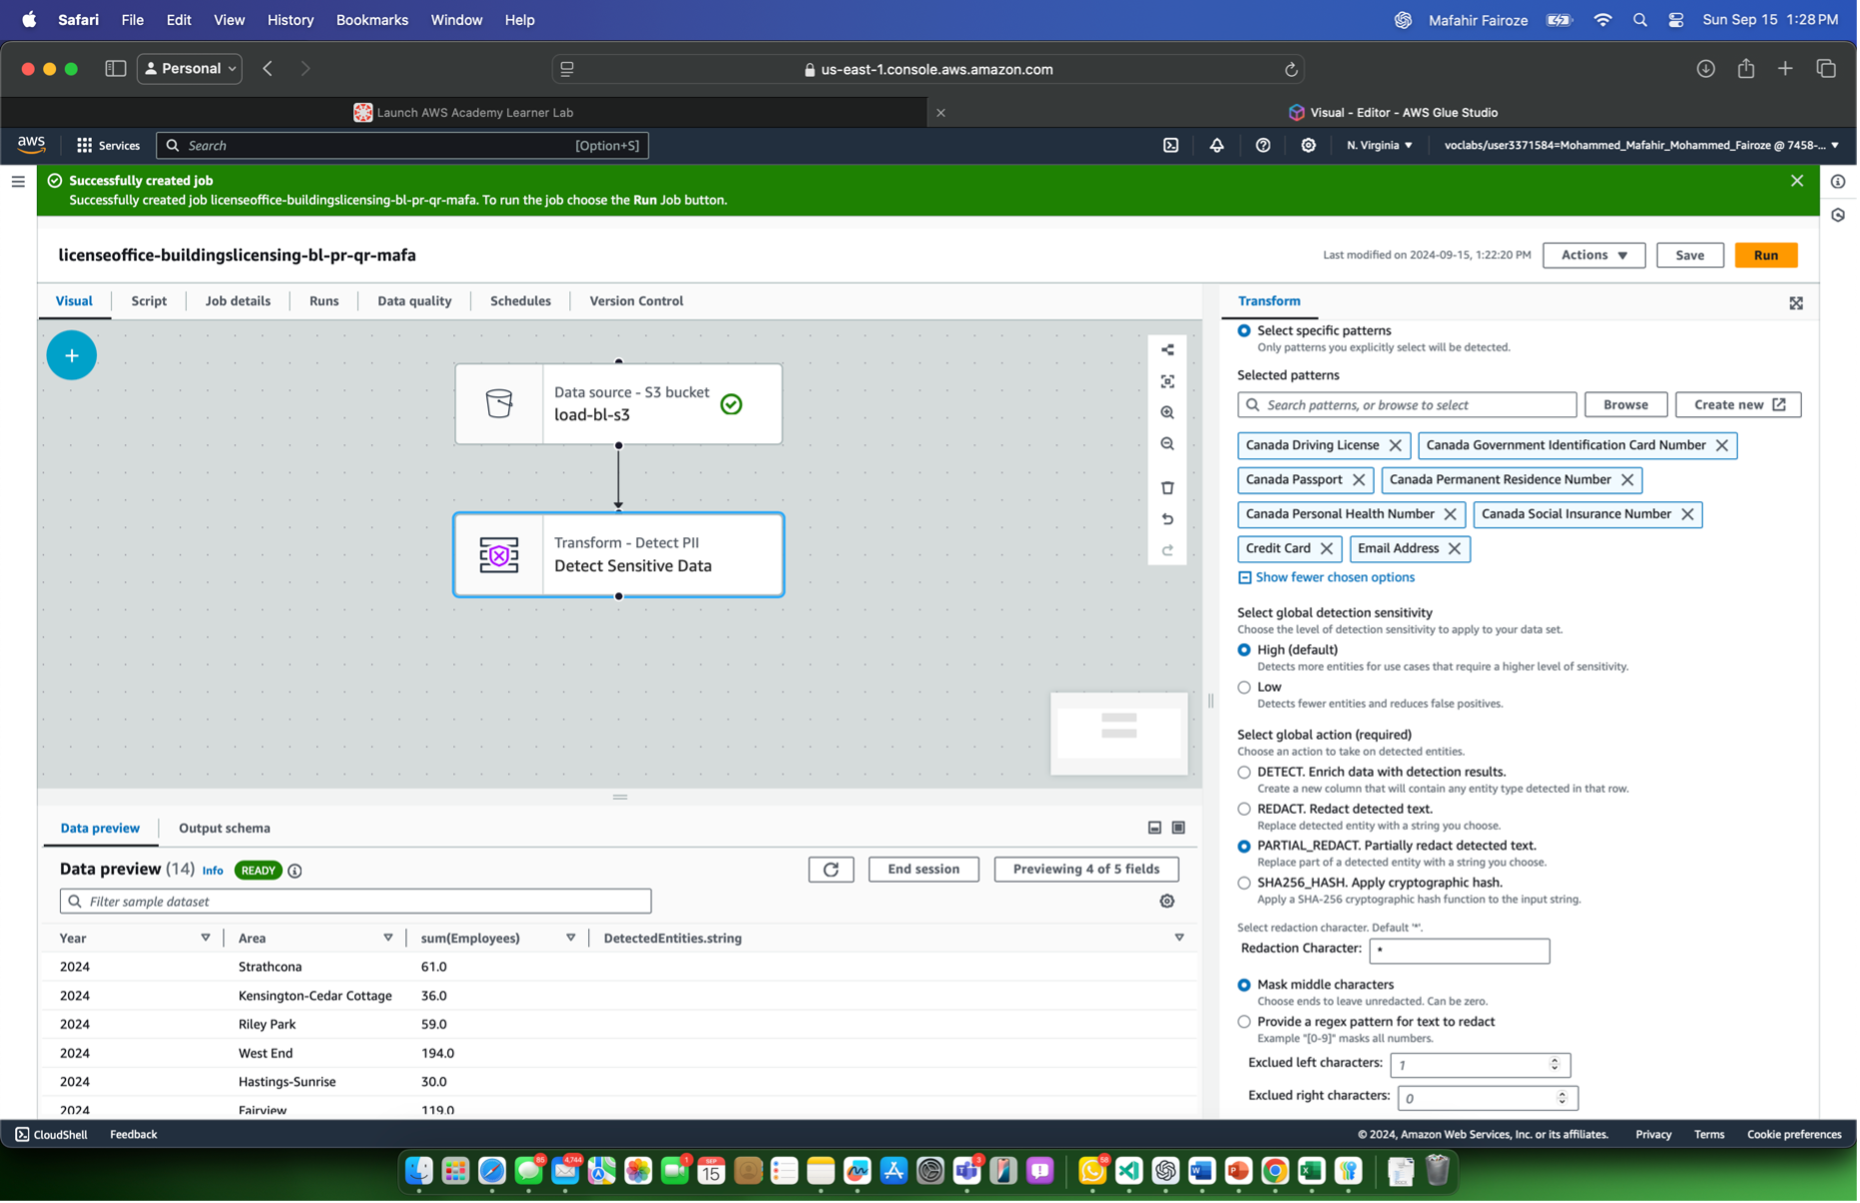 Safari File Edit View History Bookmarks Window Help Mafahir Fairoze Sun Sep 15 1:28 PM
Personal us-east-1.console.aws.amazon.com
Launch AWS Academy Learner Lab Visual - Editor - AWS Glue Studio
aws Services Search [Option+S] N. Virginia voclabs/user3371584=Mohammed_Mafahir_Mohammed_Fairoze @ 7458-...
Successfully created job
Successfully created job licenseoffice-buildingslicensing-bl-pr-qr-mafa. To run the job choose the Run Job button.
licenseoffice-buildingslicensing-bl-pr-qr-mafa Last modified on 2024-09-15, 1:22:20 PM Actions Save Run
Visual Script Job details Runs Data quality Schedules Version Control
+
Data source - S3 bucket
load-bl-s3
Transform - Detect PII
Detect Sensitive Data
Data preview Output schema
Data preview (14) Info READY End session Previewing 4 of 5 fields
Filter sample dataset
Year Area sum(Employees) DetectedEntities.string
2024 Strathcona 61.0
2024 Kensington-Cedar Cottage 36.0
2024 Riley Park 59.0
2024 West End 194.0
2024 Hastings-Sunrise 30.0
2024 Fairview 119.0
Transform
Select specific patterns
Only patterns you explicitly select will be detected.
Selected patterns
Search patterns, or browse to select Browse Create new
Canada Driving License Canada Government Identification Card Number
Canada Passport Canada Permanent Residence Number
Canada Personal Health Number Canada Social Insurance Number
Credit Card Email Address
Show fewer chosen options
Select global detection sensitivity
Choose the level of detection sensitivity to apply to your data set.
High (default)
Detects more entities for use cases that require a higher level of sensitivity.
Low
Detects fewer entities and reduces false positives.
Select global action (required)
Choose an action to take on detected entities.
DETECT. Enrich data with detection results.
Create a new column that will contain any entity type detected in that row.
REDACT. Redact detected text.
Replace detected entity with a string you choose.
PARTIAL_REDACT. Partially redact detected text.
Replace part of a detected entity with a string you choose.
SHA256_HASH. Apply cryptographic hash.
Apply a SHA-256 cryptographic hash function to the input string.
Select redaction character. Default '*'.
Redaction Character: *
Mask middle characters
Choose ends to leave unredacted. Can be zero.
Provide a regex pattern for text to redact
Example "[0-9]" masks all numbers.
Exclued left characters: 1
Exclued right characters: 0
CloudShell Feedback © 2024, Amazon Web Services, Inc. or its affiliates. Privacy Terms Cookie preferences
85 4,744 1 SEP 15 3 58